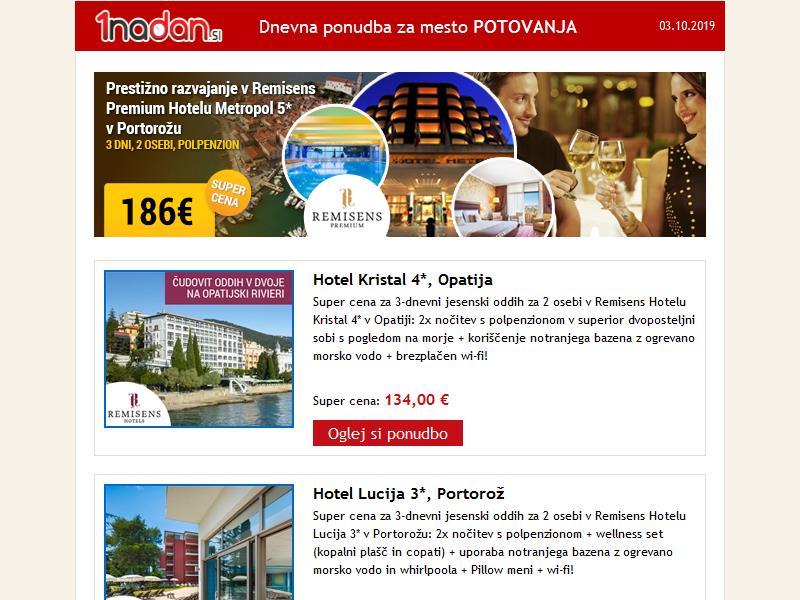 1nadan.si
Dnevna ponudba za mesto POTOVANJA
03.10.2019
Prestižno razvajanje v Remisens
Premium Hotelu Metropol 5*
v Portorožu
3 DNI, 2 OSEBI, POLPENZION
SUPER
CENA
186€
REMISENS
PREMIUM
HOTEL METR
ČUDOVIT ODDIH V DVOJE
NA OPATIJSKI RIVIERI
REMISENS
HOTELS
Hotel Kristal 4*, Opatija
Super cena za 3-dnevni jesenski oddih za 2 osebi v Remisens Hotelu
Kristal 4* v Opatiji: 2x nočitev s polpenzionom v superior dvoposteljni
sobi s pogledom na morje + koriščenje notranjega bazena z ogrevano
morsko vodo + brezplačen wi-fi!
Super cena: 134,00 €
Oglej si ponudbo
Hotel Lucija 3*, Portorož
Super cena za 3-dnevni jesenski oddih za 2 osebi v Remisens Hotelu
Lucija 3* v Portorožu: 2x nočitev s polpenzionom + wellness set
(kopalni plašč in copati) + uporaba notranjega bazena z ogrevano
morsko vodo in whirlpoola + Pillow meni + wi-fi!